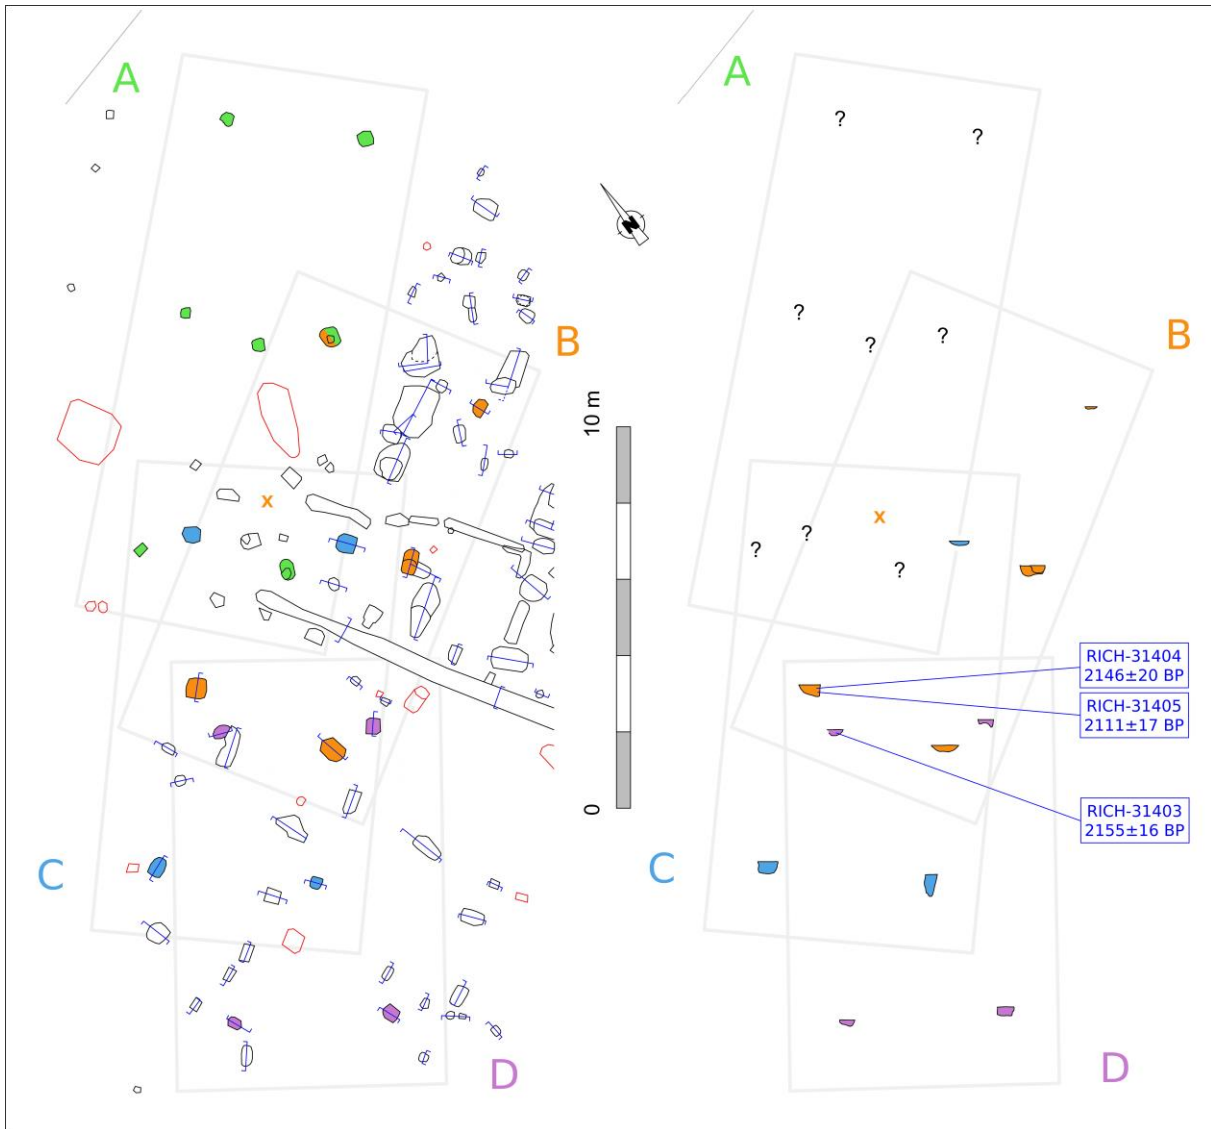 A
A
?
?
N
?
?
?
B
B
10 m
x
x
?
?
?
RICH-31404
2146±20 BP
RICH-31405
2111±17 BP
RICH-31403
2155±16 BP
0
C
C
D
D